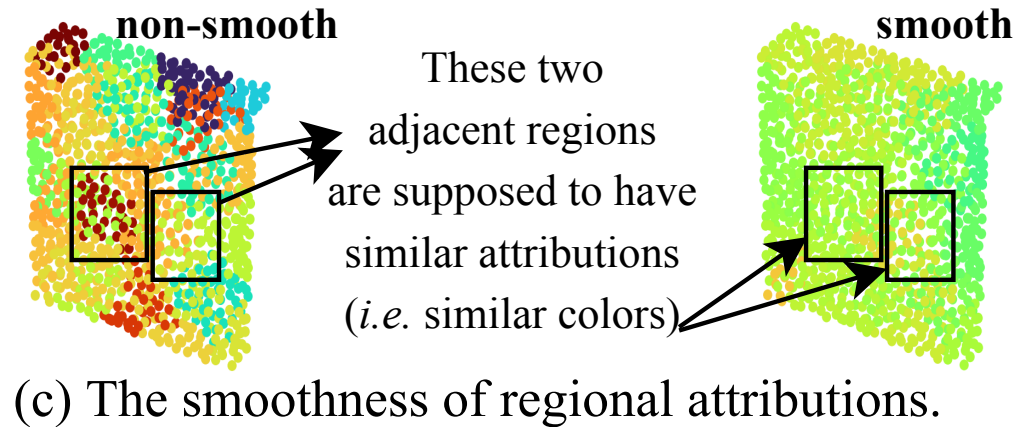 non-smooth
smooth
These two
adjacent regions
are supposed to have
similar attributions
(i.e. similar colors)
(c) The smoothness of regional attributions.